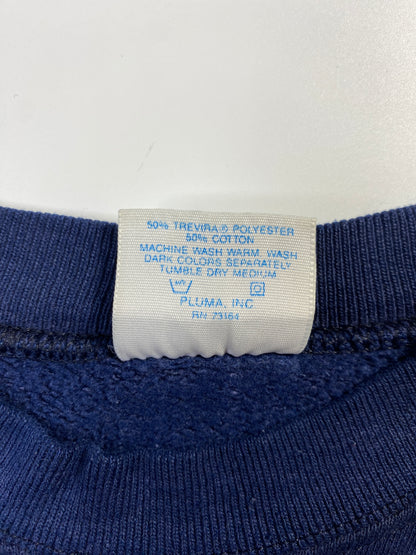 50% TREVIRA ® POLYESTER
50% COTTON
MACHINE WASH WARM. WASH
DARK COLORS SEPARATELY
TUMBLE DRY MEDIUM
PLUMA, INC
RN 73164